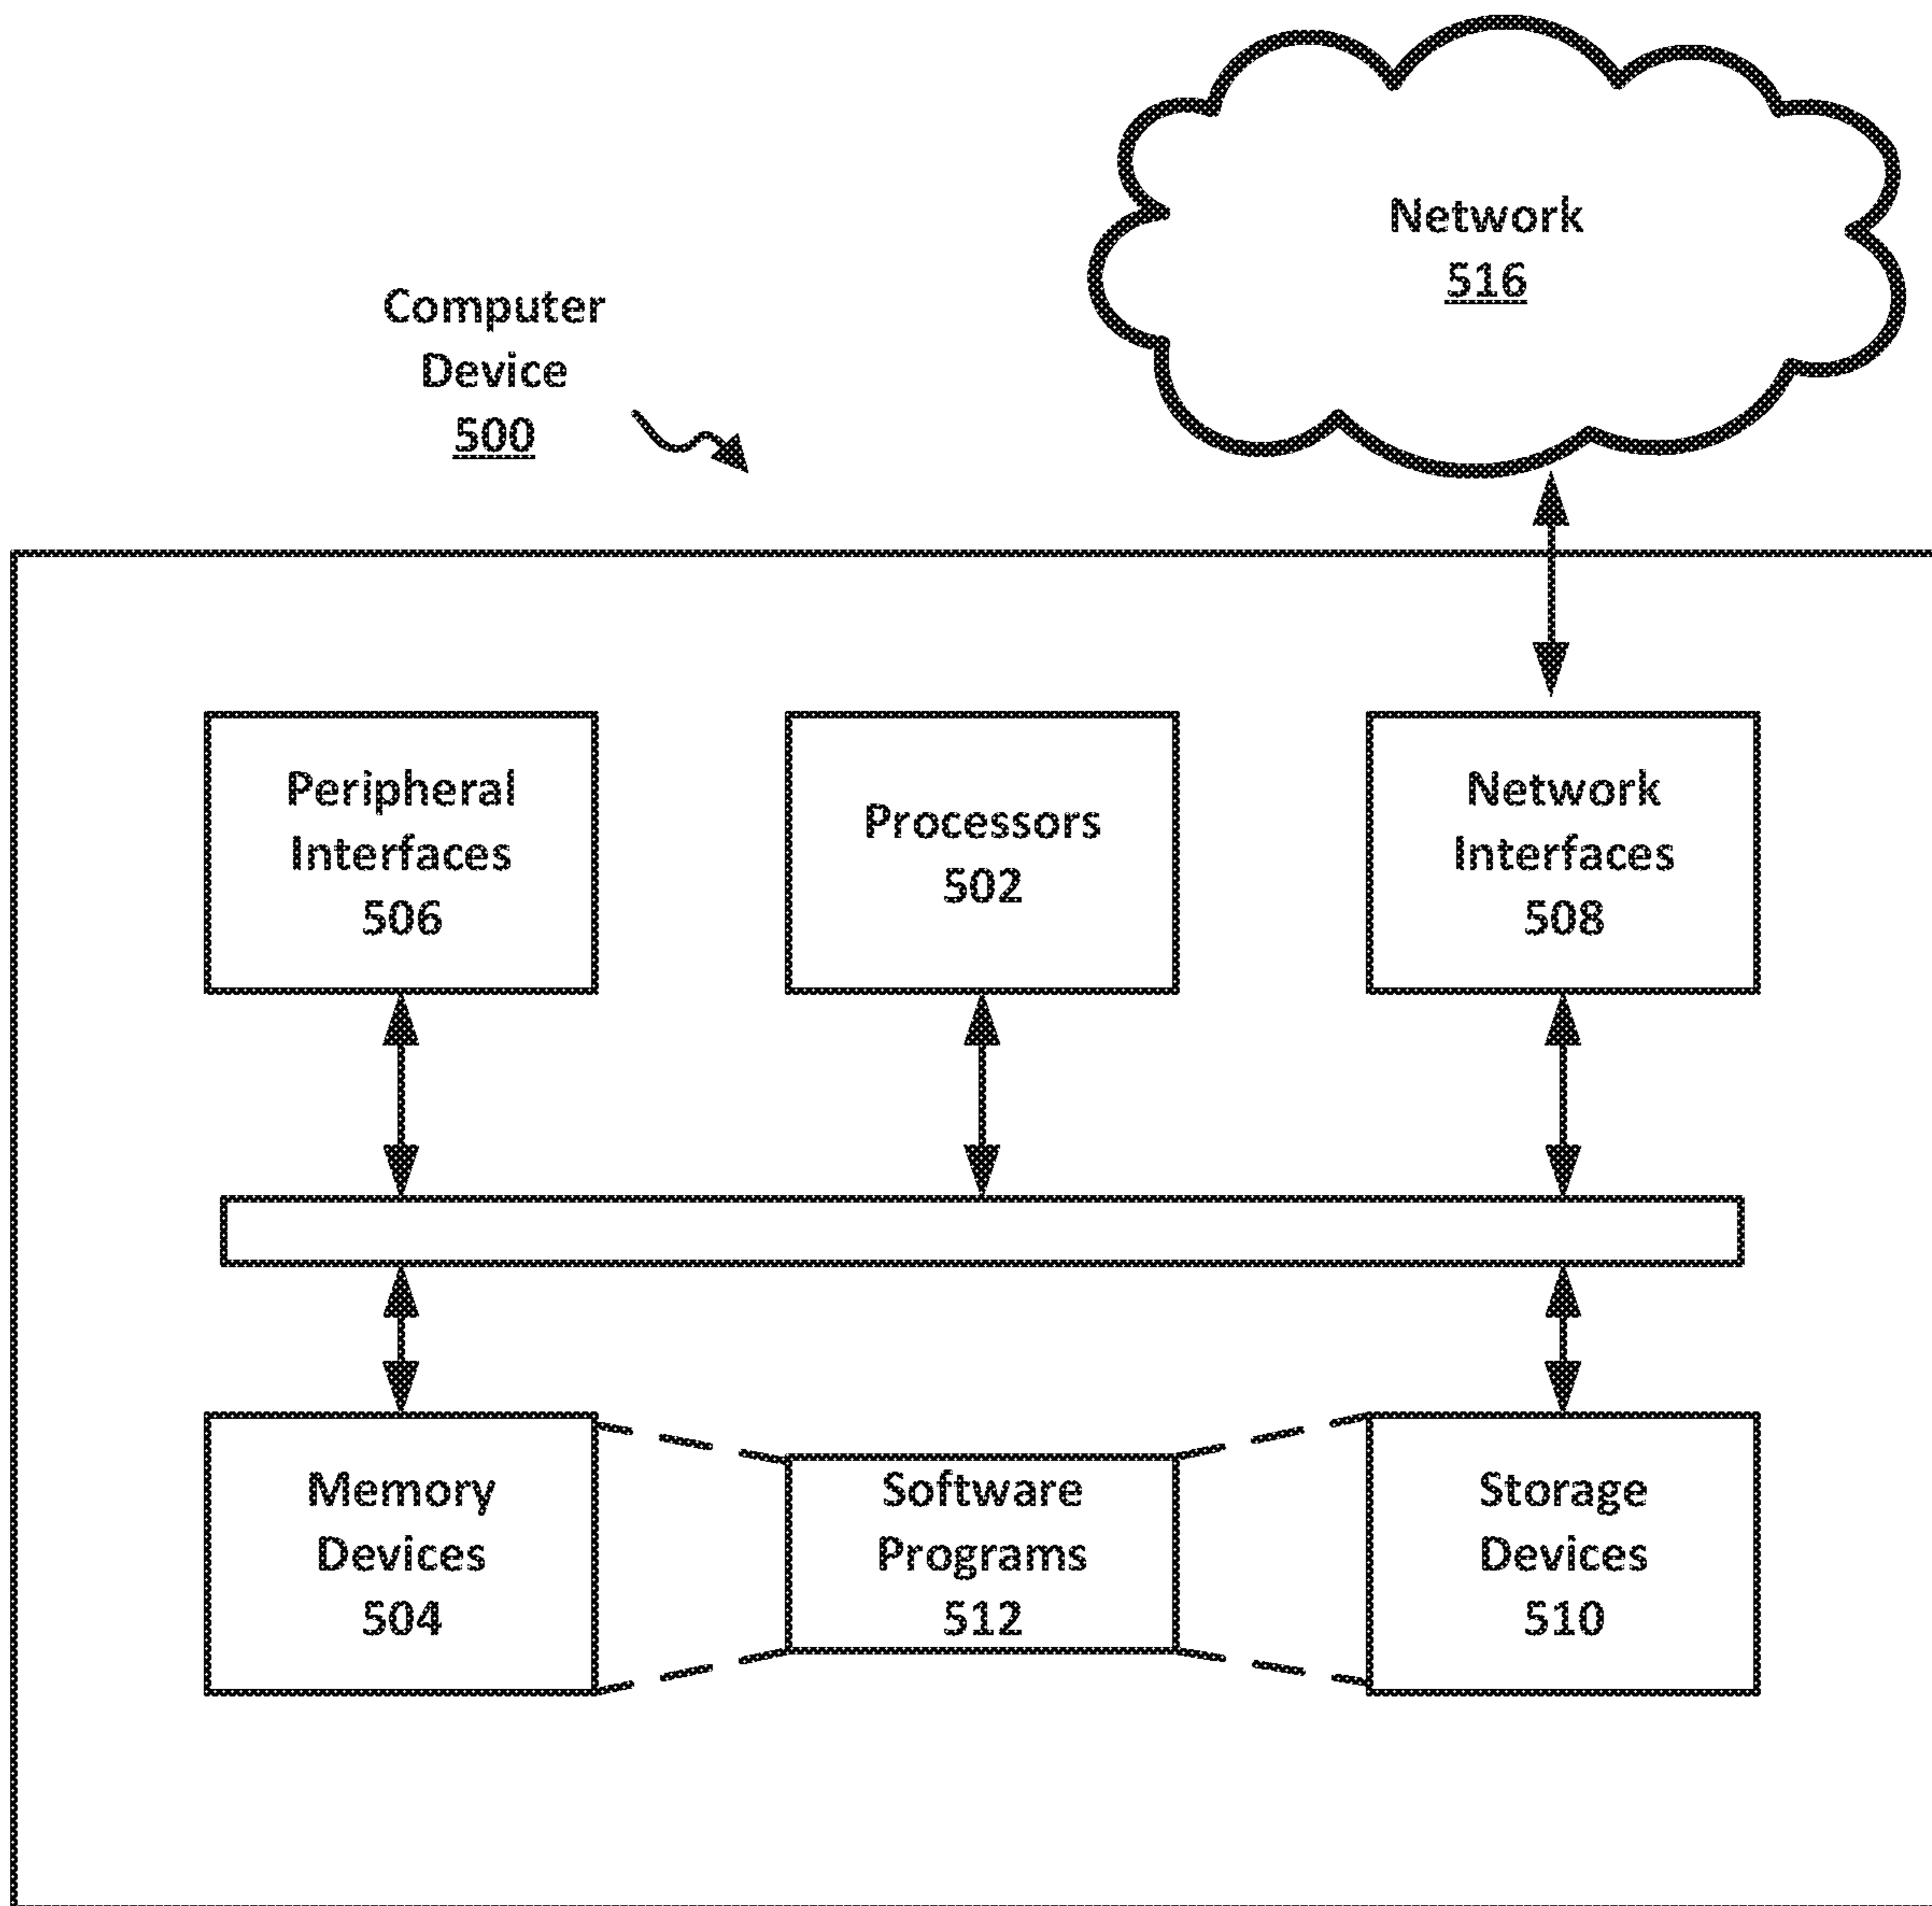 Network
516
Computer
Device
500
Peripheral
Interfaces
506
Processors
502
Network
Interfaces
508
Memory
Devices
504
Software
Programs
512
Storage
Devices
510